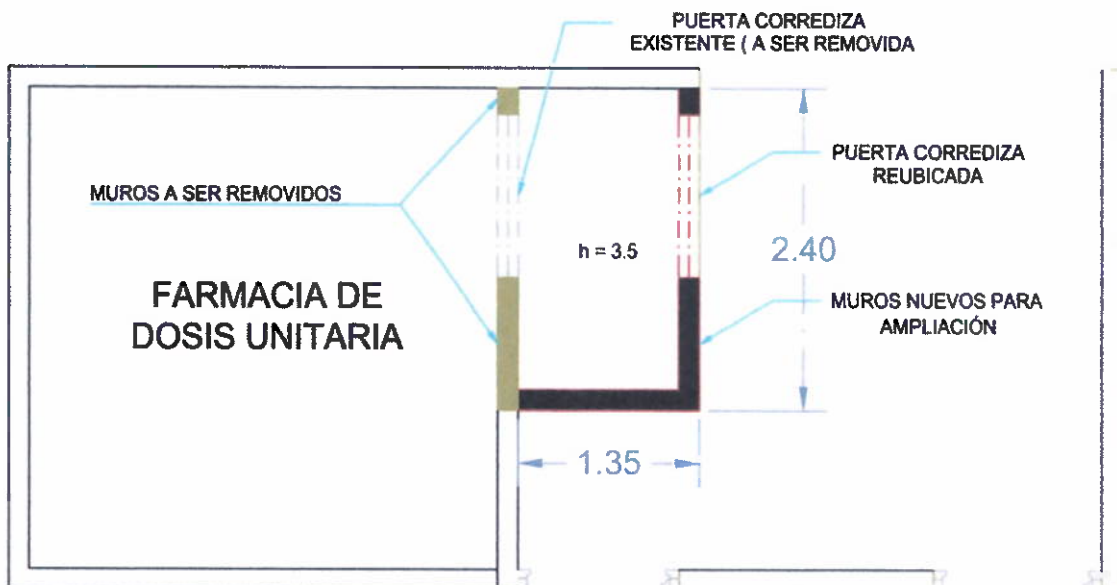 PUERTA CORREDIZA
EXISTENTE ( A SER REMOVIDA
MUROS A SER REMOVIDOS
PUERTA CORREDIZA
REUBICADA
h = 3.5
2.40
FARMACIA DE
DOSIS UNITARIA
MUROS NUEVOS PARA
AMPLIACIÓN
1.35